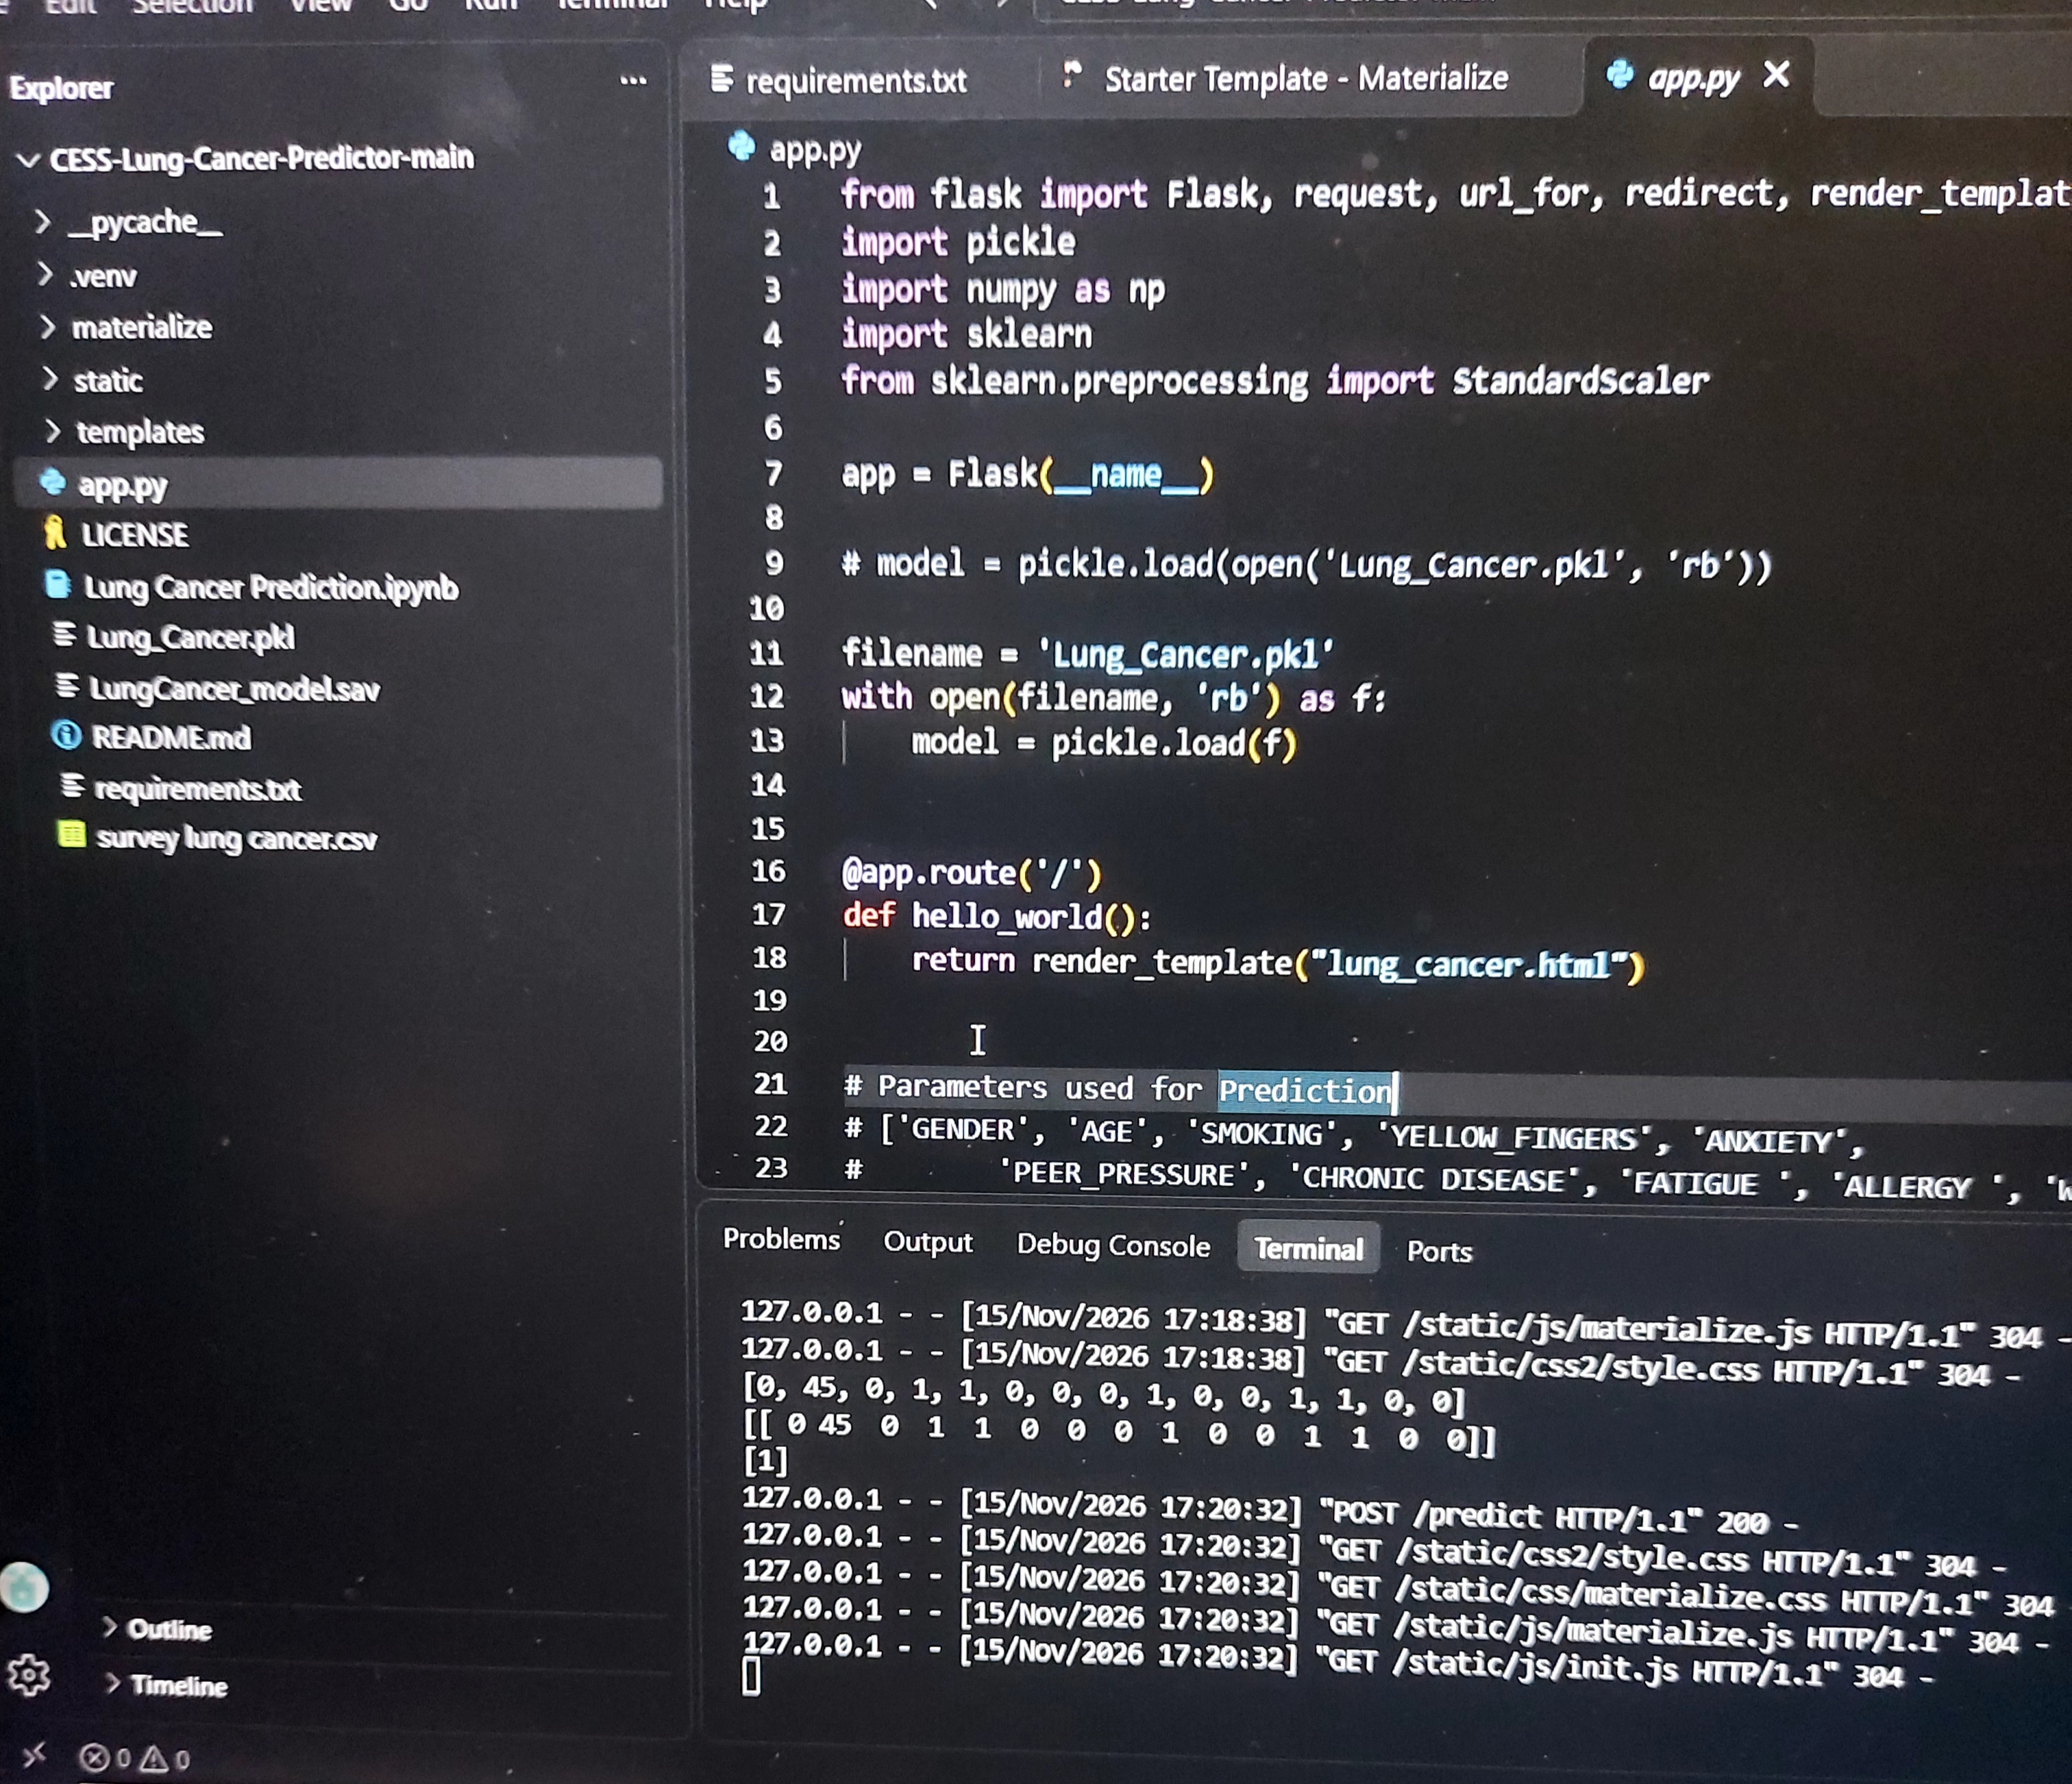 Edit Selection View Go Run Terminal Help
Explorer ...
CESS-Lung-Cancer-Predictor-main
__pycache__
.venv
materialize
static
templates
app.py
LICENSE
Lung Cancer Prediction.ipynb
Lung_Cancer.pkl
LungCancer_model.sav
README.md
requirements.txt
survey lung cancer.csv
Outline
Timeline
0 0
requirements.txt Starter Template - Materialize app.py
app.py
1 from flask import Flask, request, url_for, redirect, render_templat
2 import pickle
3 import numpy as np
4 import sklearn
5 from sklearn.preprocessing import StandardScaler
6
7 app = Flask(__name__)
8
9 # model = pickle.load(open('Lung_Cancer.pkl', 'rb'))
10
11 filename = 'Lung_Cancer.pkl'
12 with open(filename, 'rb') as f:
13 model = pickle.load(f)
14
15
16 @app.route('/')
17 def hello_world():
18 return render_template("lung_cancer.html")
19
20
21 # Parameters used for Prediction
22 # ['GENDER', 'AGE', 'SMOKING', 'YELLOW_FINGERS', 'ANXIETY',
23 # 'PEER_PRESSURE', 'CHRONIC DISEASE', 'FATIGUE ', 'ALLERGY ', 'W
Problems Output Debug Console Terminal Ports
127.0.0.1 - - [15/Nov/2026 17:18:38] "GET /static/js/materialize.js HTTP/1.1" 304 -
127.0.0.1 - - [15/Nov/2026 17:18:38] "GET /static/css2/style.css HTTP/1.1" 304 -
[0, 45, 0, 1, 1, 0, 0, 0, 1, 0, 0, 1, 1, 0, 0]
[[ 0 45 0 1 1 0 0 0 1 0 0 1 1 0 0]]
[1]
127.0.0.1 - - [15/Nov/2026 17:20:32] "POST /predict HTTP/1.1" 200 -
127.0.0.1 - - [15/Nov/2026 17:20:32] "GET /static/css2/style.css HTTP/1.1" 304 -
127.0.0.1 - - [15/Nov/2026 17:20:32] "GET /static/css/materialize.css HTTP/1.1" 304
127.0.0.1 - - [15/Nov/2026 17:20:32] "GET /static/js/materialize.js HTTP/1.1" 304 -
127.0.0.1 - - [15/Nov/2026 17:20:32] "GET /static/js/init.js HTTP/1.1" 304 -